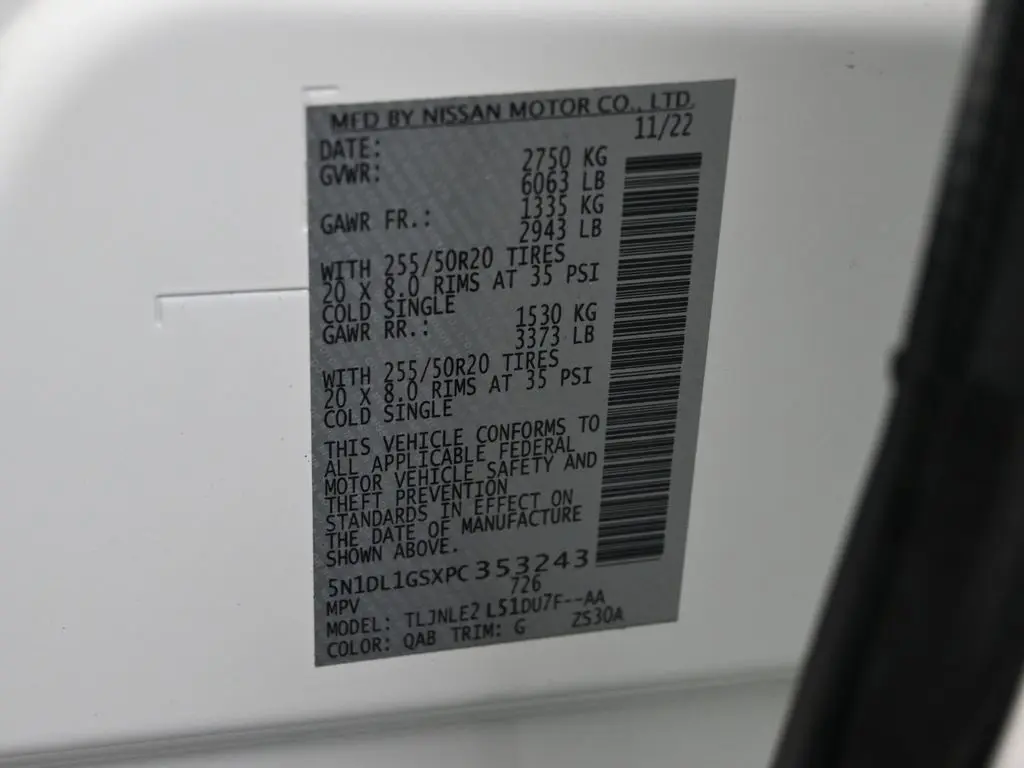 MFD BY NISSAN MOTOR CO., LTD.
DATE: 11/22
GVWR: 2750 KG
6063 LB
GAWR FR.: 1335 KG
2943 LB
WITH 255/50R20 TIRES
20 X 8.0 RIMS AT 35 PSI
COLD SINGLE
GAWR RR.: 1530 KG
3373 LB
WITH 255/50R20 TIRES
20 X 8.0 RIMS AT 35 PSI
COLD SINGLE
THIS VEHICLE CONFORMS TO
ALL APPLICABLE FEDERAL
MOTOR VEHICLE SAFETY AND
THEFT PREVENTION
STANDARDS IN EFFECT ON
THE DATE OF MANUFACTURE
SHOWN ABOVE.
5N1DL1GSXPC353243
MPV 726
MODEL: TLJNLE2 L51DU7F--AA
COLOR: QAB TRIM: G ZS30A